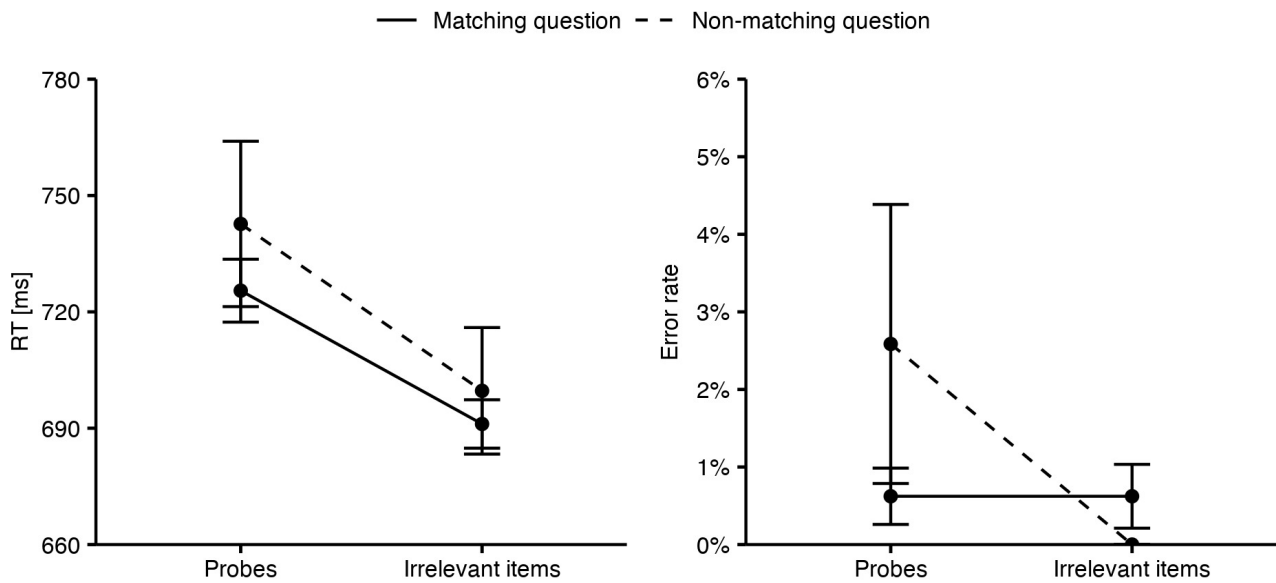 Matching question Non-matching question
RT [ms]
780
750
720
690
660
Probes Irrelevant items
Error rate
6%
5%
4%
3%
2%
1%
0%
Probes Irrelevant items